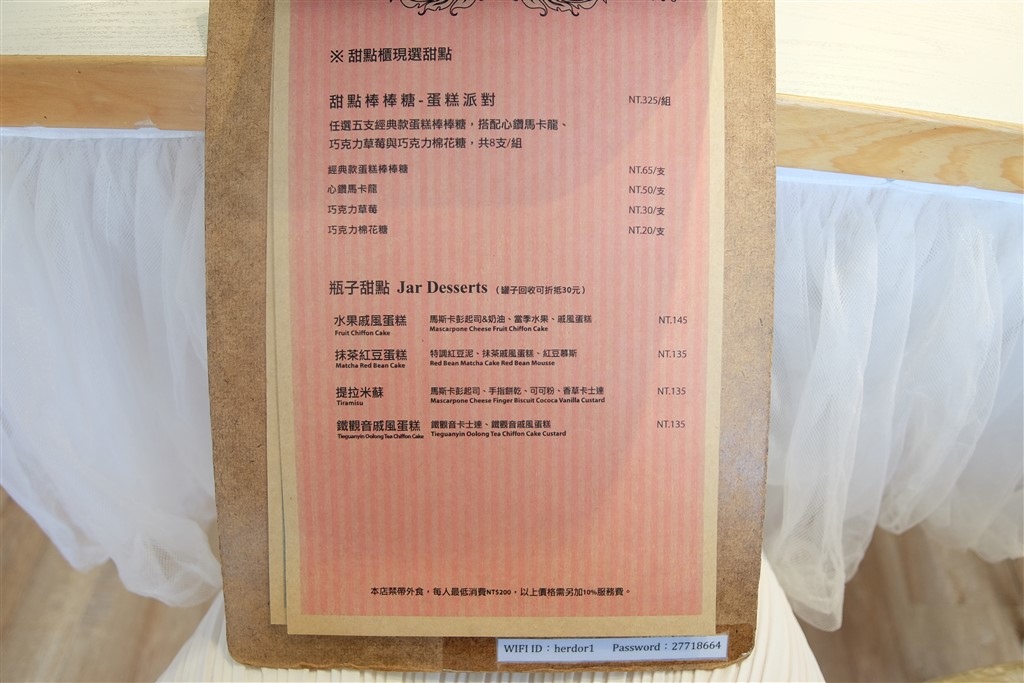 ※ 甜點櫃現選甜點
甜點棒棒糖-蛋糕派對 NT.325/組
任選五支經典款蛋糕棒棒糖，搭配心鑽馬卡龍、
巧克力草莓與巧克力棉花糖，共8支/組
經典款蛋糕棒棒糖 NT.65/支
心鑽馬卡龍 NT.50/支
巧克力草莓 NT.30/支
巧克力棉花糖 NT.20/支
瓶子甜點 Jar Desserts （罐子回收可折抵30元）
水果戚風蛋糕 馬斯卡彭起司&奶油、當季水果、戚風蛋糕 NT.145
Fruit Chiffon Cake Mascarpone Cheese Fruit Chiffon Cake
抹茶紅豆蛋糕 特調紅豆泥、抹茶戚風蛋糕、紅豆慕斯 NT.135
Matcha Red Bean Cake Red Bean Matcha Cake Red Bean Mousse
提拉米蘇 馬斯卡彭起司、手指餅乾、可可粉、香草卡士達 NT.135
Tiramisu Mascarpone Cheese Finger Biscuit Cococa Vanilla Custard
鐵觀音戚風蛋糕 鐵觀音卡士達、鐵觀音戚風蛋糕 NT.135
Tieguanyin Oolong Tea Chiffon Cake Tieguanyin Oolong Tea Chiffon Cake Custard
本店禁帶外食，每人最低消費NT$200，以上價格需另加10%服務費。
WIFI ID：herdor1 Password：27718664